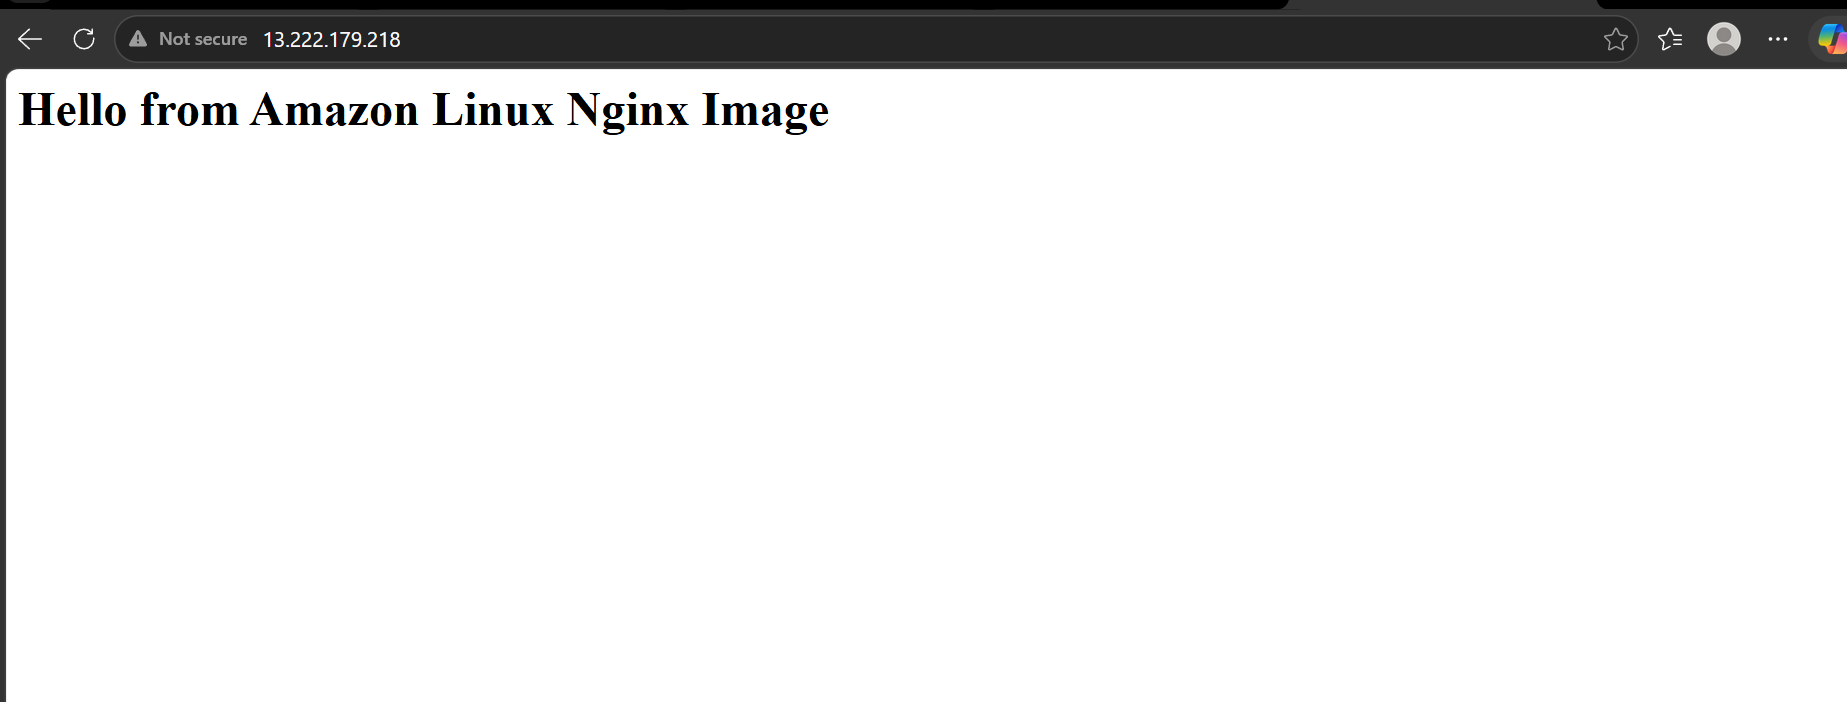 Not secure 13.222.179.218
Hello from Amazon Linux Nginx Image